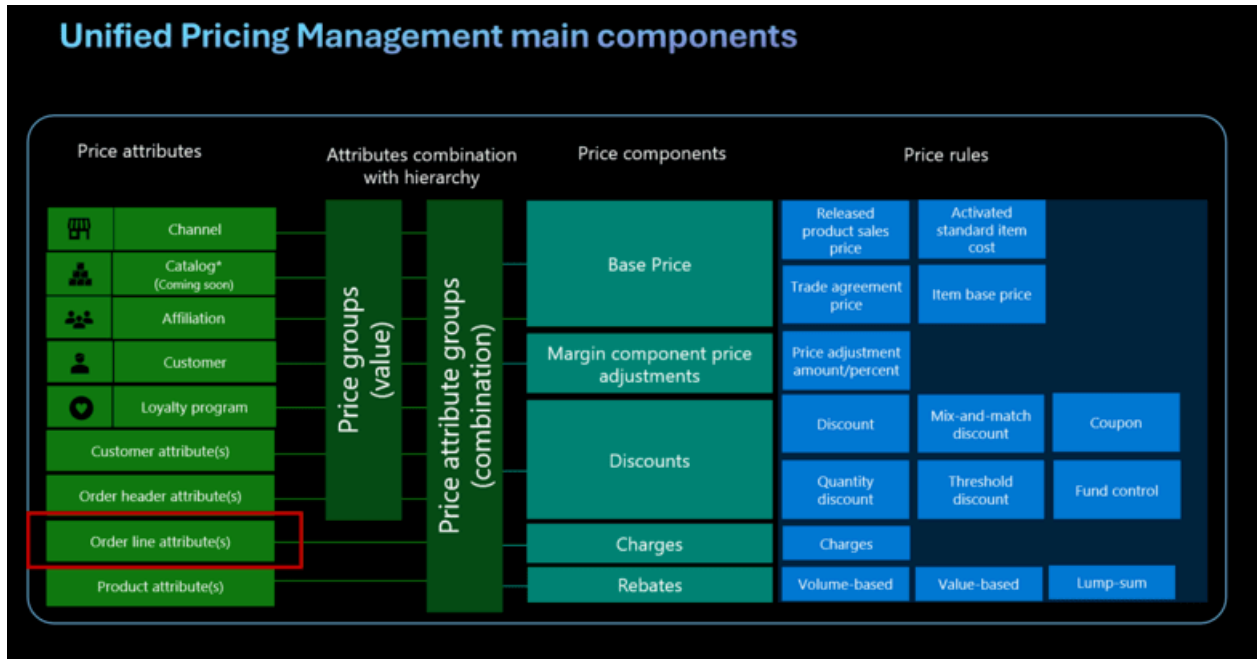 Unified Pricing Management main components
Price attributes
Attributes combination
with hierarchy
Price components
Price rules
Channel
Catalog*
(Coming soon)
Affiliation
Customer
Loyalty program
Customer attribute(s)
Order header attribute(s)
Order line attribute(s)
Product attribute(s)
Price groups
(value)
Price attribute groups
(combination)
Base Price
Margin component price
adjustments
Discounts
Charges
Rebates
Released
product sales
price
Activated
standard item
cost
Trade agreement
price
Item base price
Price adjustment
amount/percent
Discount
Mix-and-match
discount
Coupon
Quantity
discount
Threshold
discount
Fund control
Charges
Volume-based
Value-based
Lump-sum